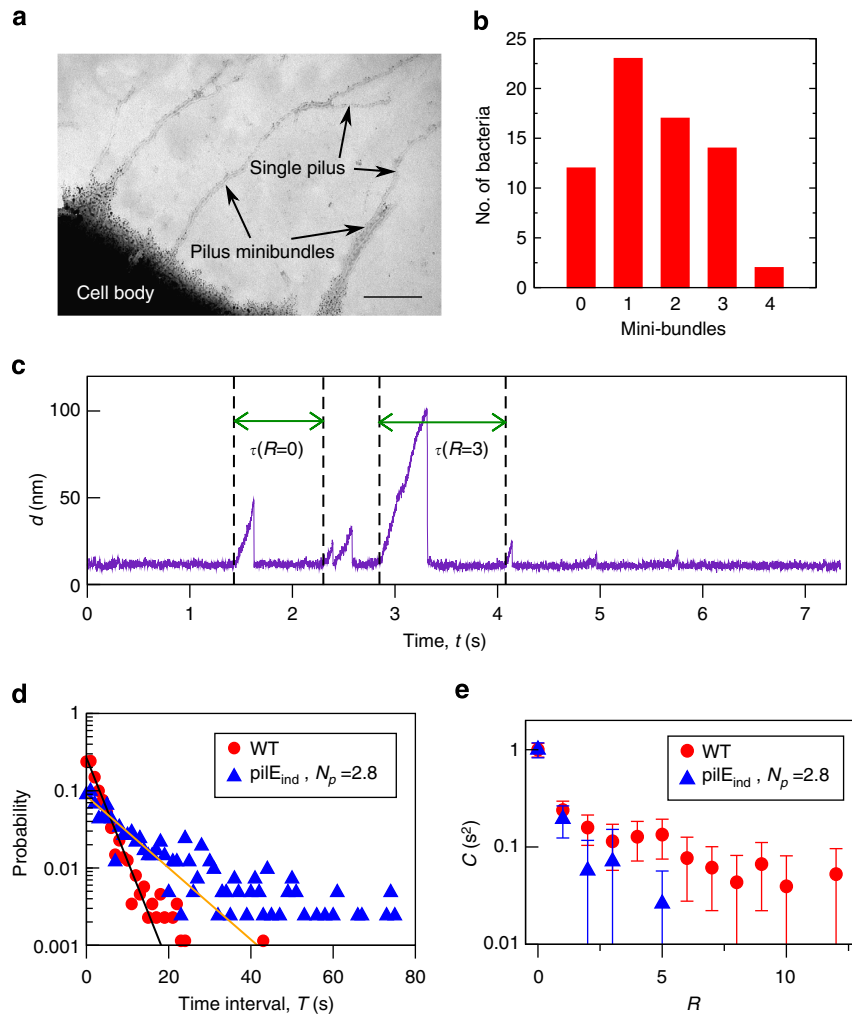 a
Single pilus
Pilus minibundles
Cell body
b
No. of bacteria
25
20
15
10
5
0
0 1 2 3 4
Mini-bundles
c
d (nm)
100
50
0
τ(R=0)
τ(R=3)
0 1 2 3 4 5 6 7
Time, t (s)
d
Probability
1
0.1
0.01
0.001
WT
pilE_ind , N_p =2.8
0 20 40 60 80
Time interval, T (s)
e
C (s²)
1
0.1
0.01
WT
pilE_ind , N_p =2.8
0 5 10
R